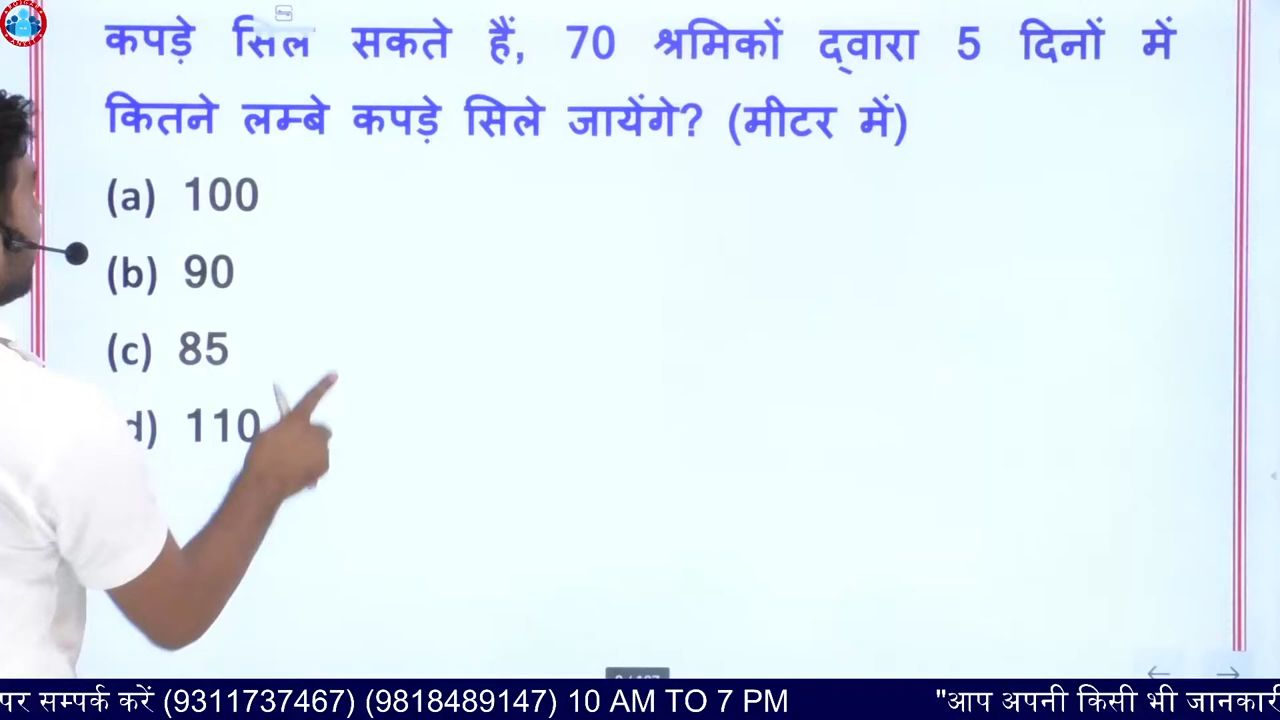 कपड़े सिल सकते हैं, 70 श्रमिकों द्वारा 5 दिनों में
कितने लम्बे कपड़े सिले जायेंगे? (मीटर में)
(a) 100
(b) 90
(c) 85
d) 110
पर सम्पर्क करें (9311737467) (9818489147) 10 AM TO 7 PM "आप अपनी किसी भी जानकारी